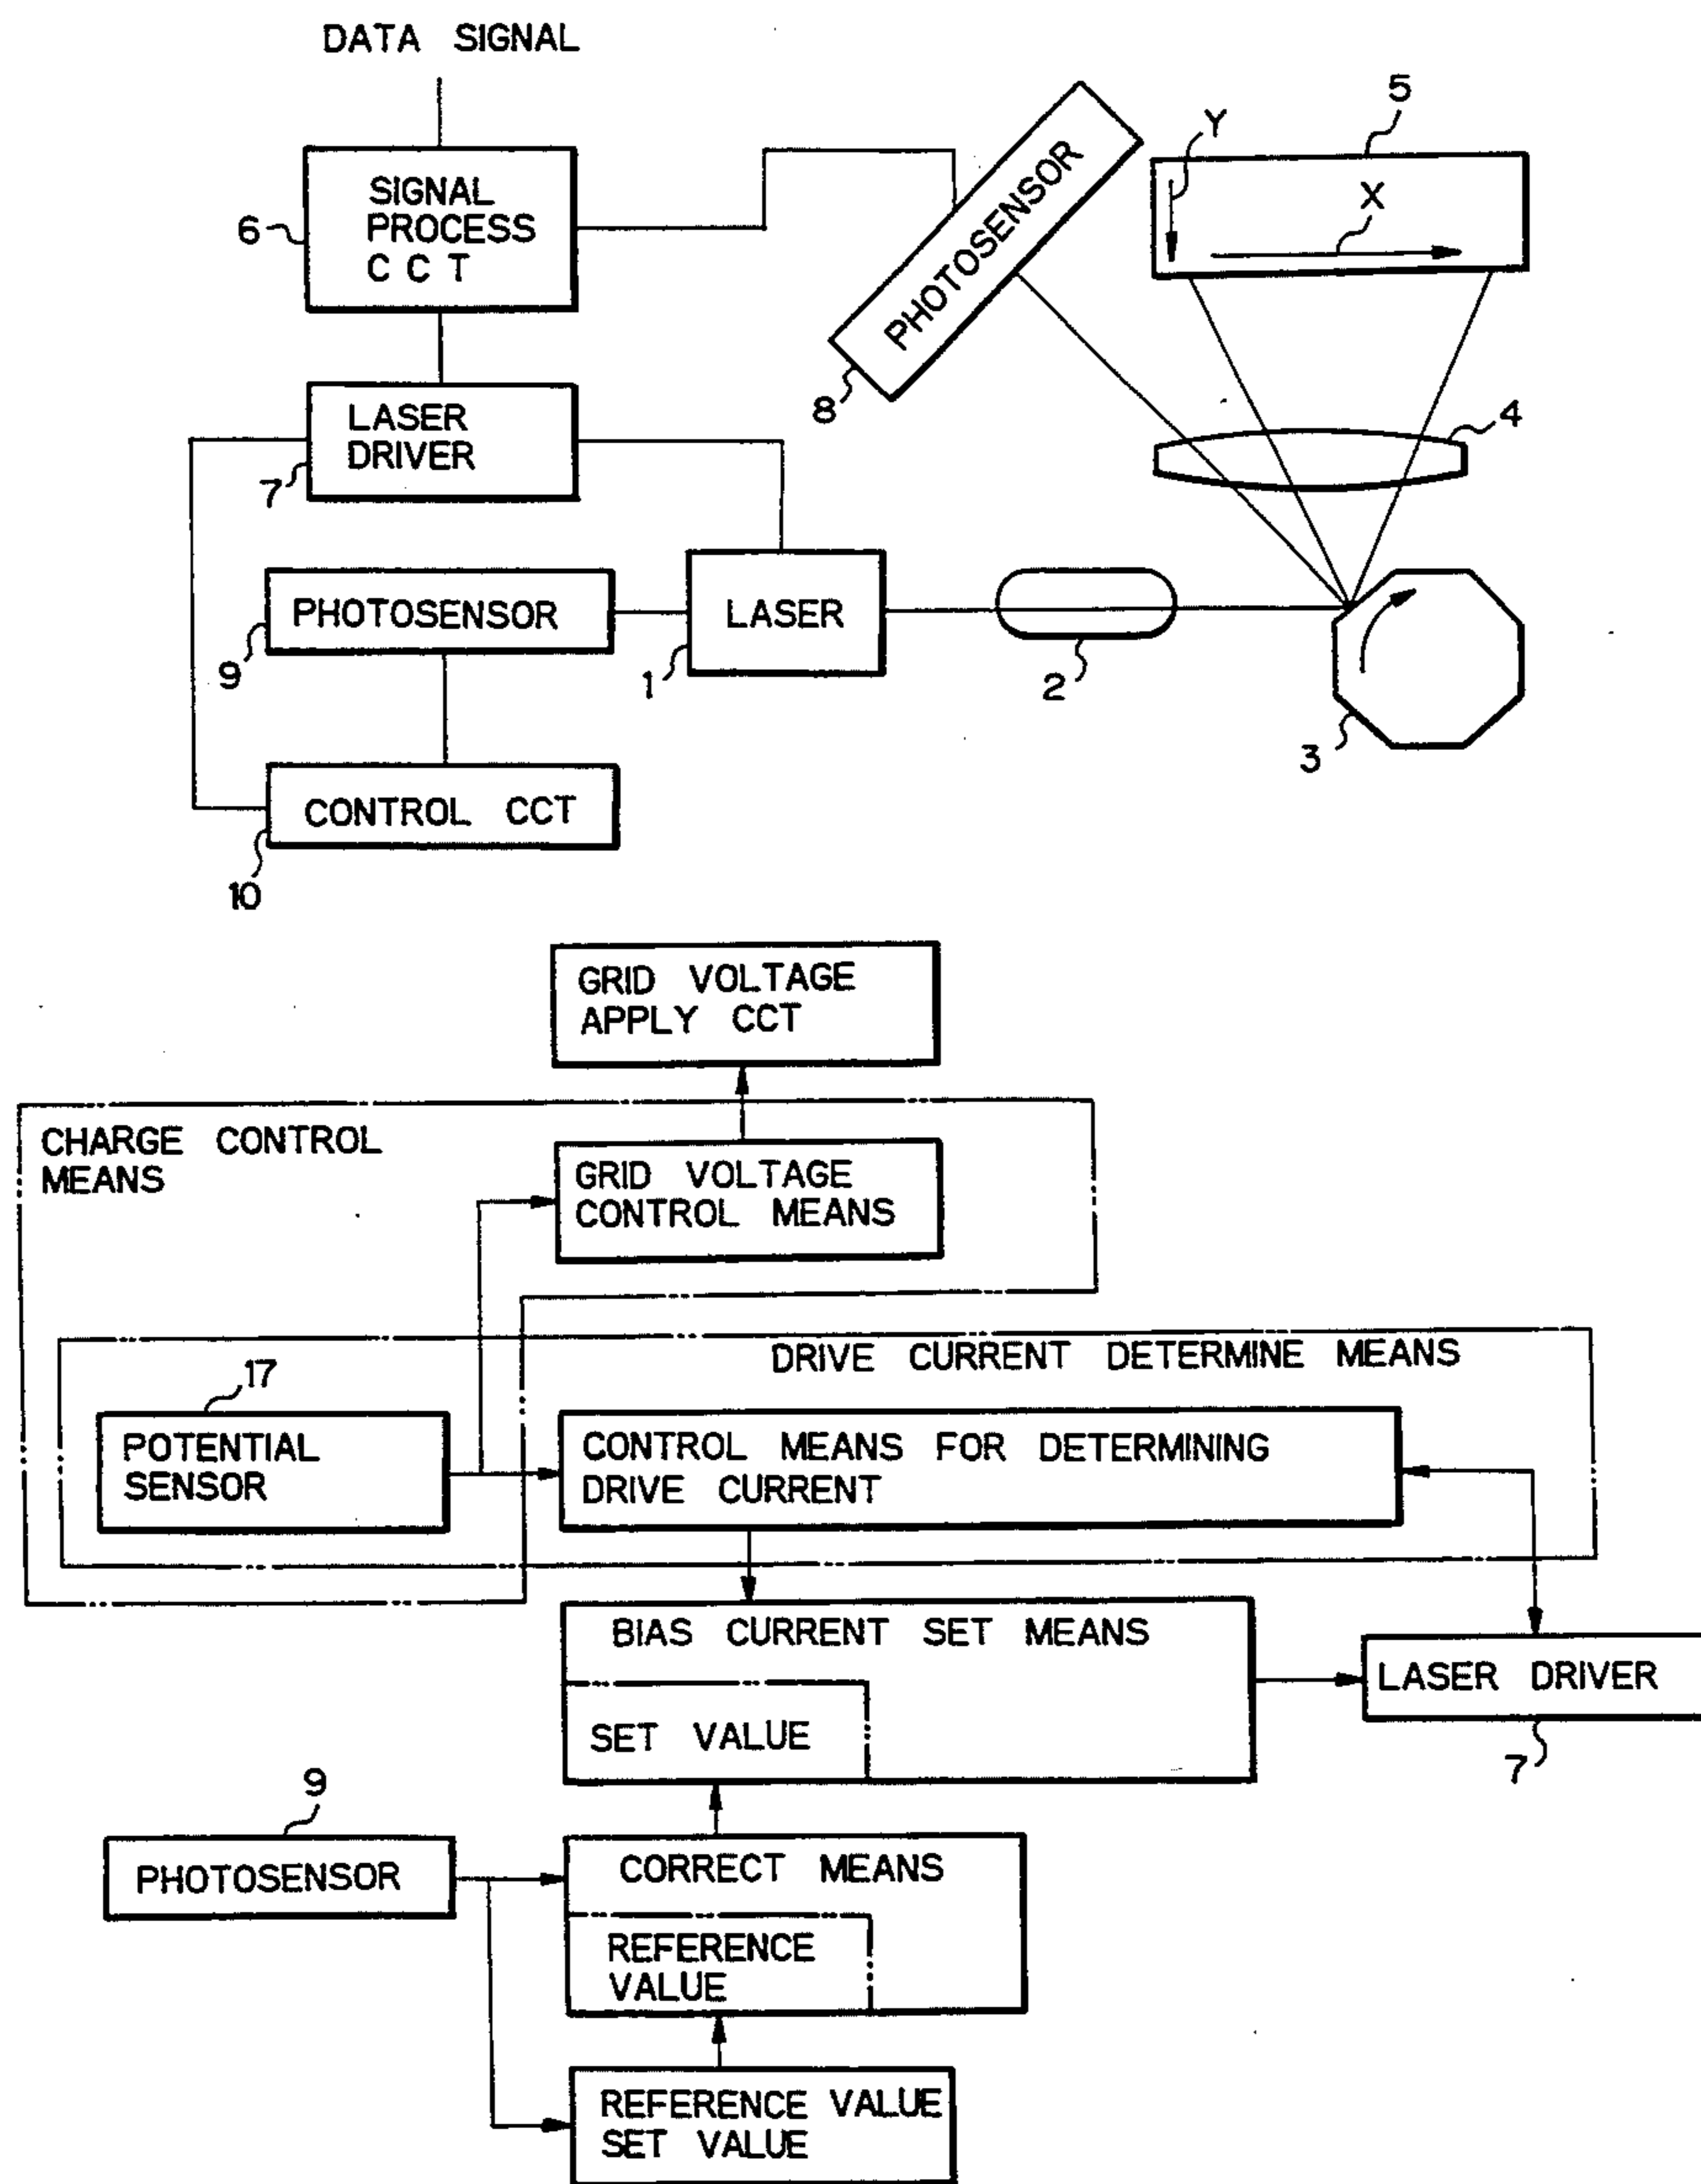 DATA SIGNAL
SIGNAL
PROCESS
C C T
6
PHOTOSENSOR
8
Y
5
X
LASER
DRIVER
7
4
PHOTOSENSOR
9
LASER
1
2
3
CONTROL CCT
10
GRID VOLTAGE
APPLY CCT
CHARGE CONTROL
MEANS
GRID VOLTAGE
CONTROL MEANS
DRIVE CURRENT DETERMINE MEANS
17
POTENTIAL
SENSOR
CONTROL MEANS FOR DETERMINING
DRIVE CURRENT
BIAS CURRENT SET MEANS
SET VALUE
LASER DRIVER
7
9
PHOTOSENSOR
CORRECT MEANS
REFERENCE
VALUE
REFERENCE VALUE
SET VALUE